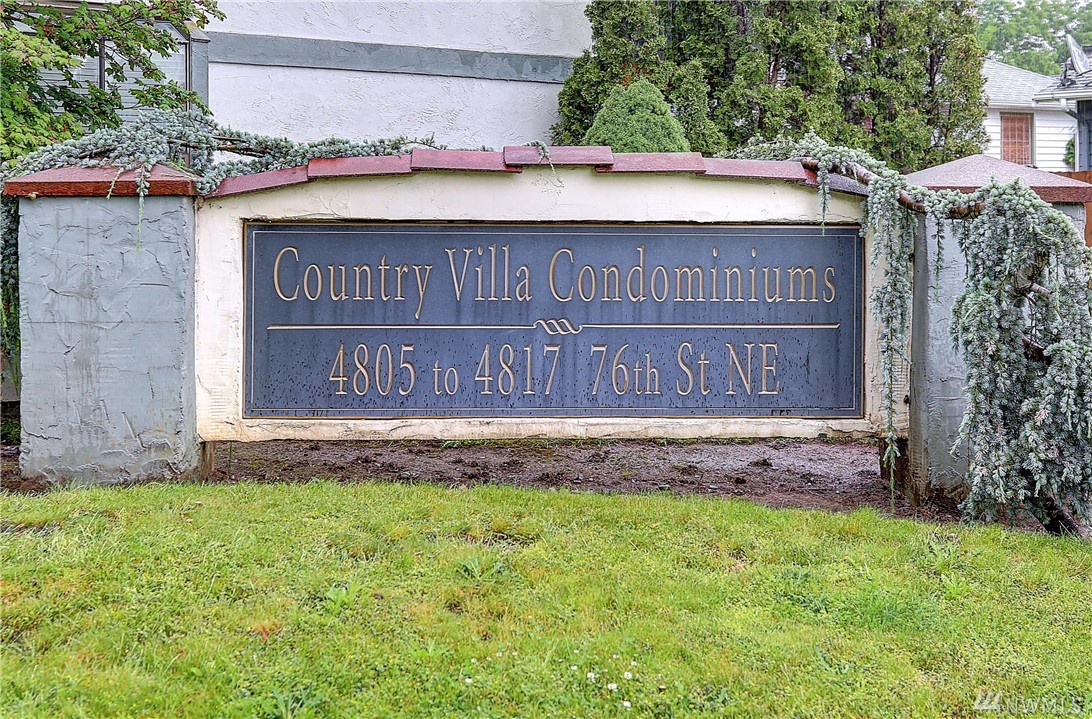 Country Villa Condominiums
4805 to 4817 76th St NE
NWMLS